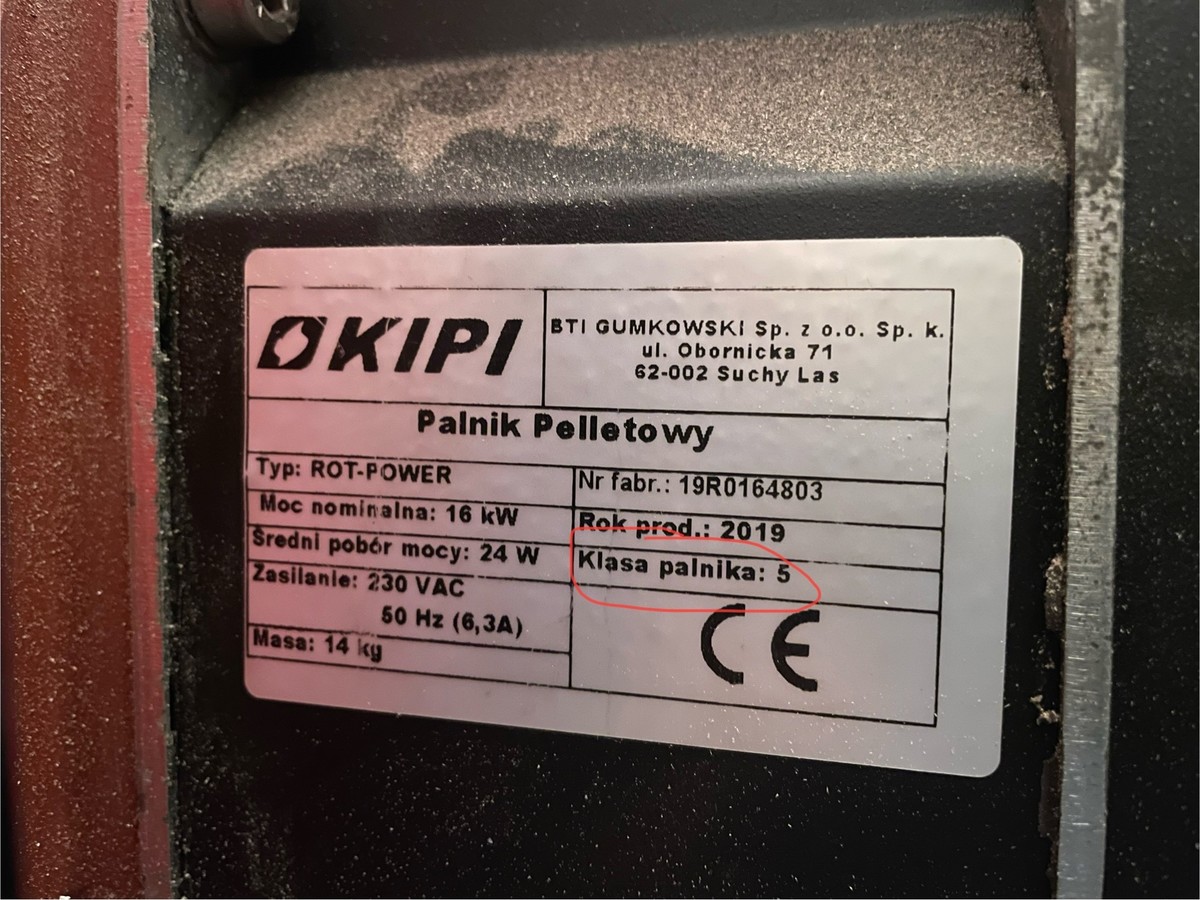 KIPI
BTI GUMKOWSKI Sp. z o.o. Sp. k.
ul. Obornicka 71
62-002 Suchy Las
Palnik Pelletowy
Typ: ROT-POWER
Moc nominalna: 16 kW
Średni pobór mocy: 24 W
Zasilanie: 230 VAC
50 Hz (6,3A)
Masa: 14 kg
Nr fabr.: 19R0164803
Rok prod.: 2019
Klasa palnika: 5
CE